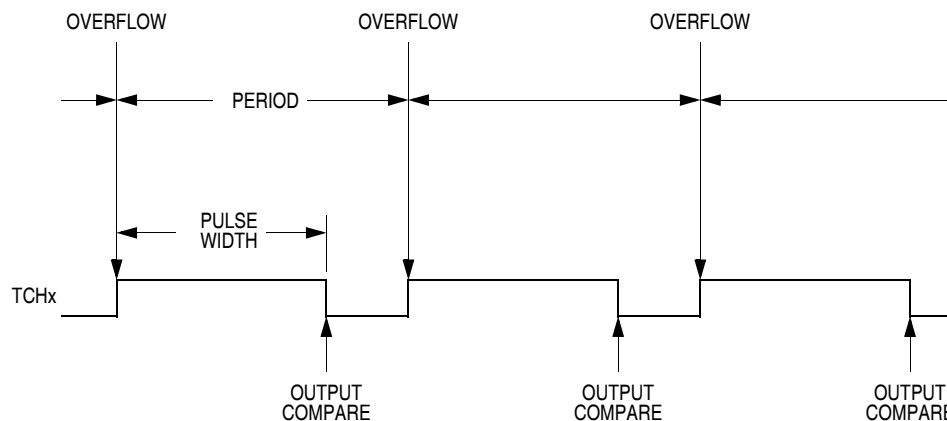 OVERFLOW OVERFLOW OVERFLOW
PERIOD
PULSE
WIDTH
TCHx
OUTPUT
COMPARE
OUTPUT
COMPARE
OUTPUT
COMPARE